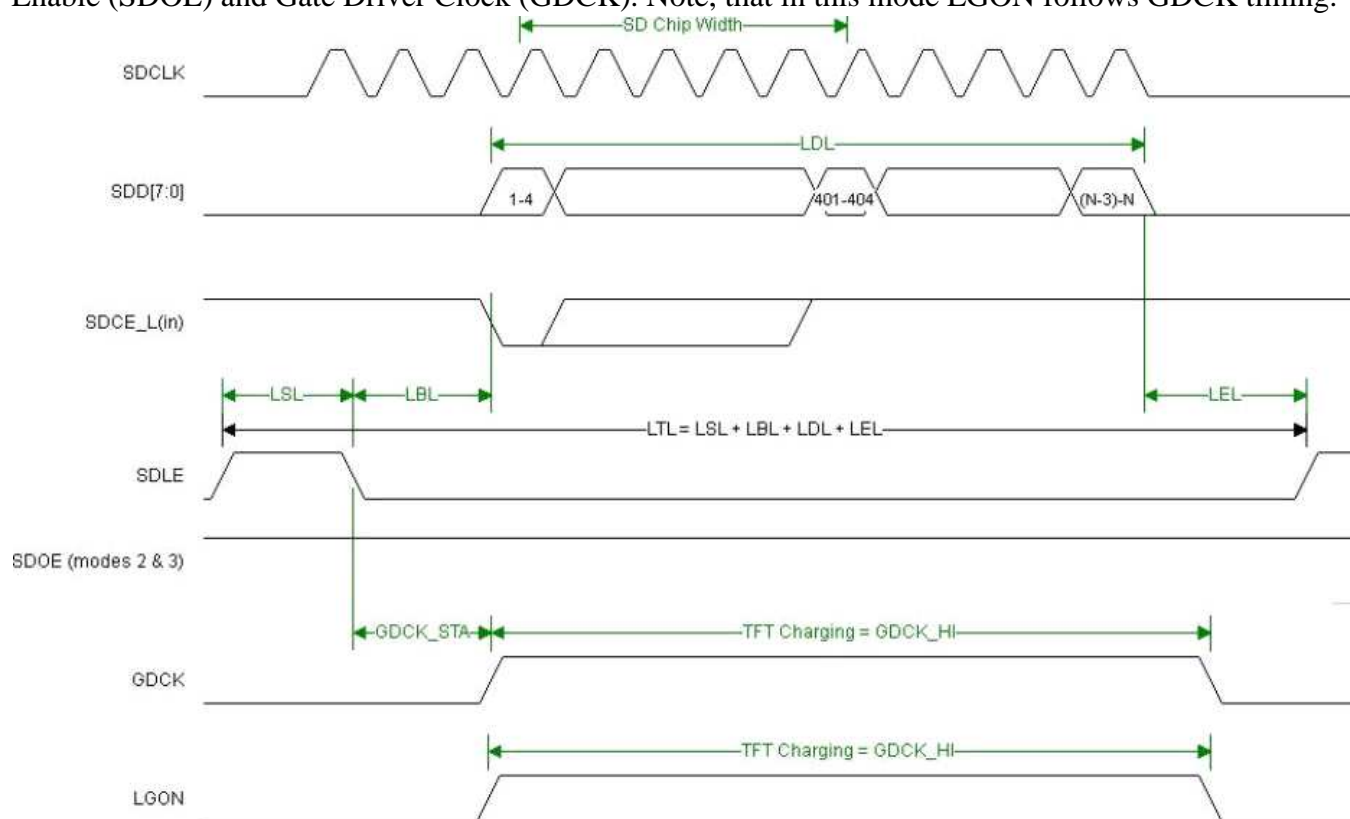 Enable (SDOE) and Gate Driver Clock (GDCK). Note, that in this mode LGON follows GDCK timing.
SD Chip Width
SDCLK
LDL
SDD[7:0]
1-4
401-404
(N-3)-N
SDCE_L(in)
LSL
LBL
LEL
LTL = LSL + LBL + LDL + LEL
SDLE
SDOE (modes 2 & 3)
GDCK_STA
TFT Charging = GDCK_HI
GDCK
TFT Charging = GDCK_HI
LGON